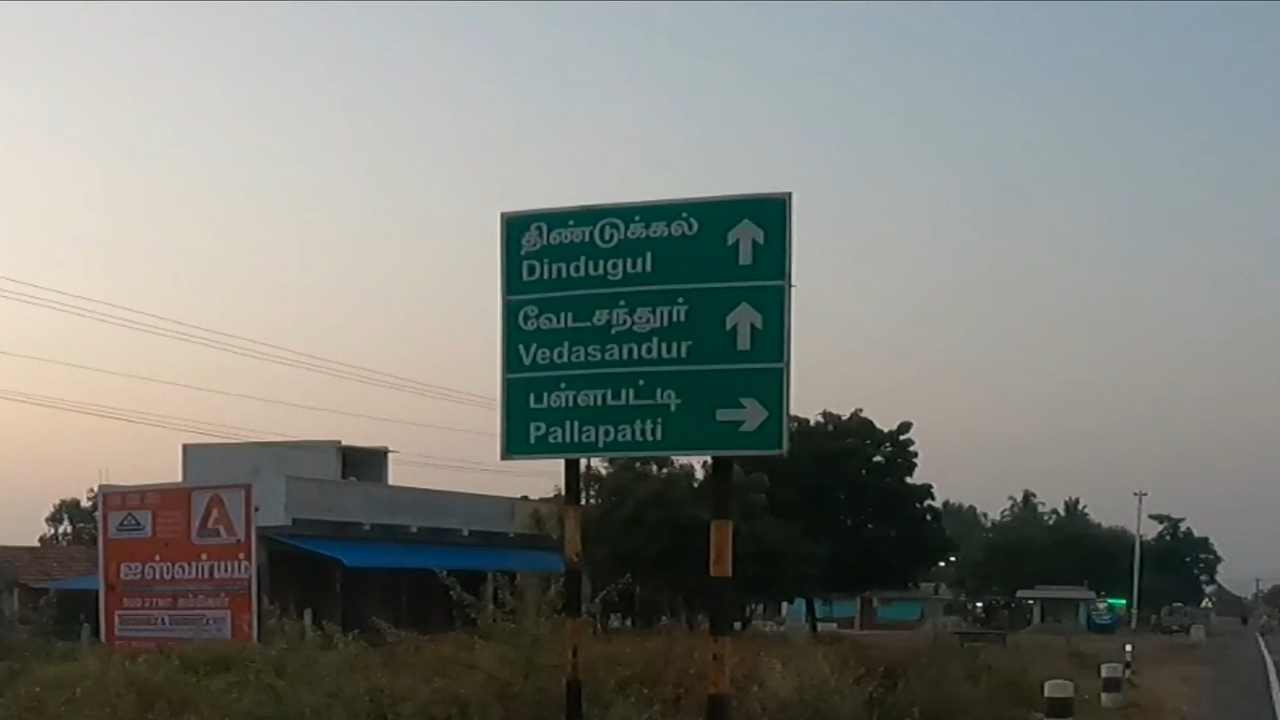 திண்டுக்கல்
Dindugul
வேடசந்தூர்
Vedasandur
பள்ளபட்டி
Pallapatti
A
ஐஸ்வர்யம்